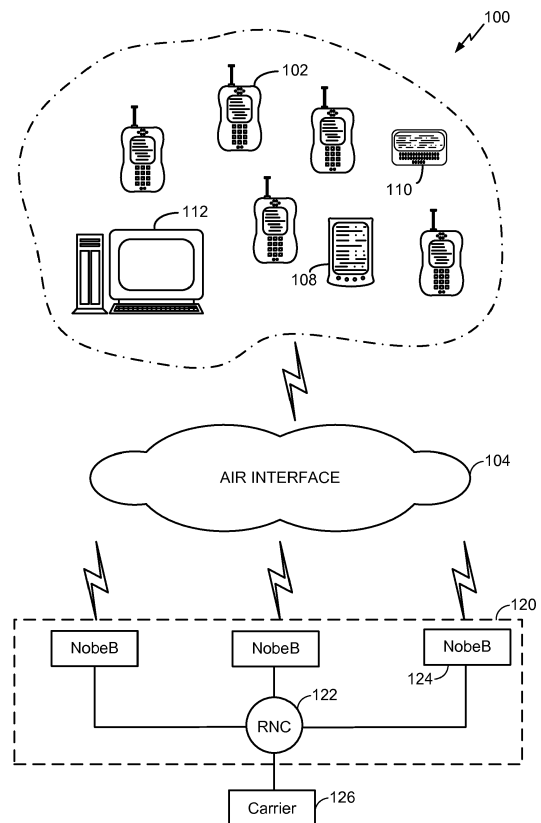 100
102
110
112
108
AIR INTERFACE
104
120
NobeB
NobeB
NobeB
124
122
RNC
Carrier
126